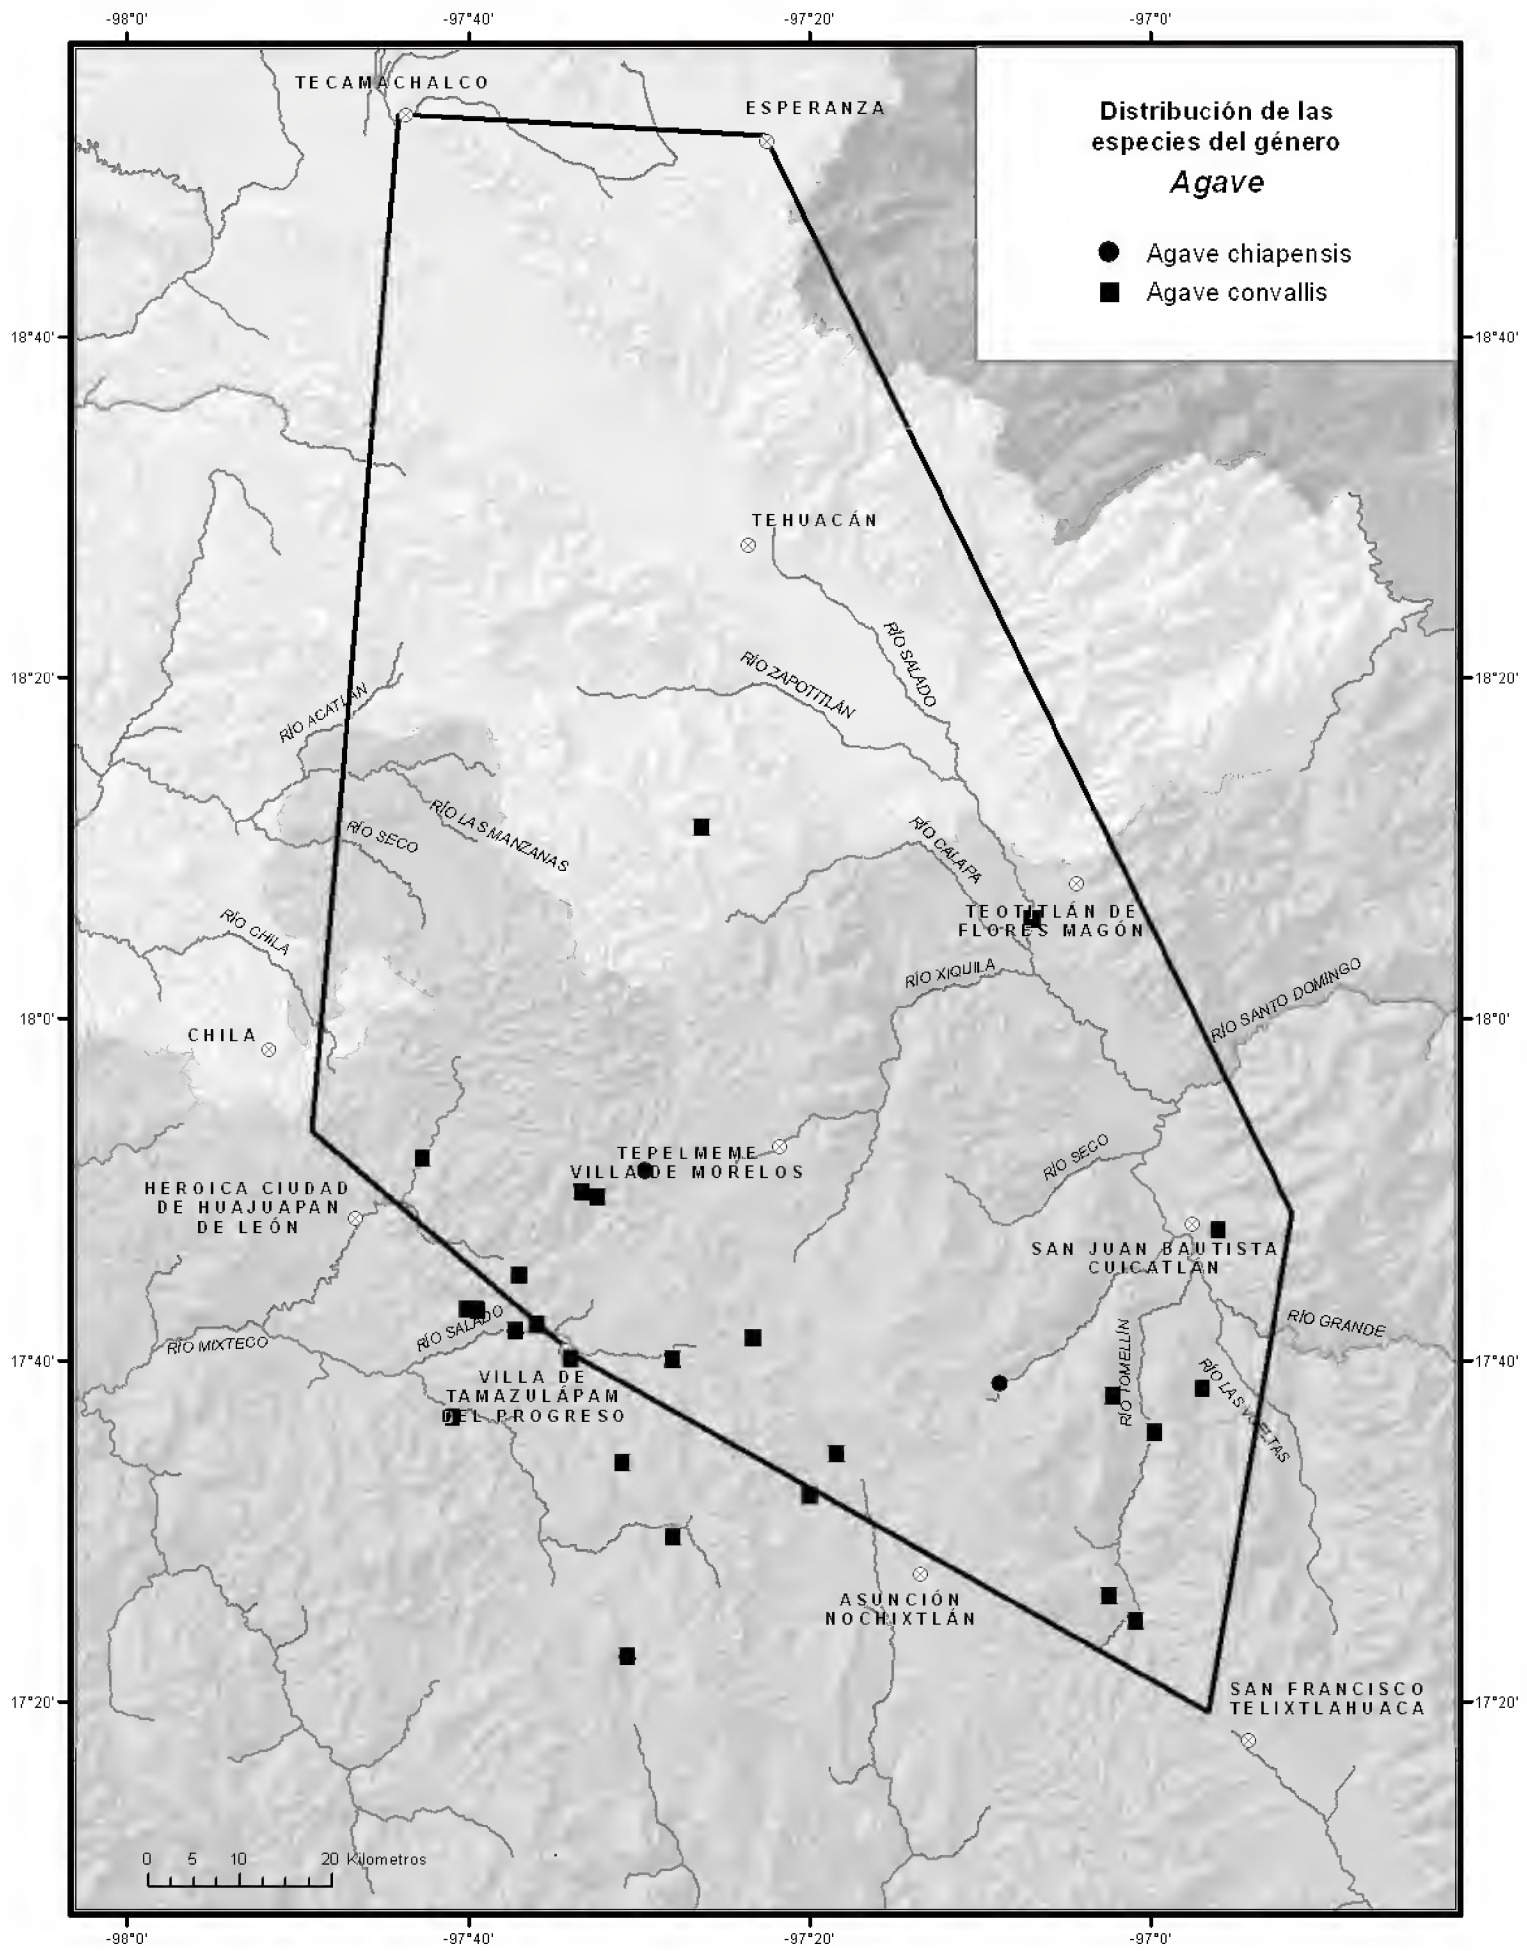 -98°0'
-97°40'
-97°20'
-97°0'
TECAMACHALCO
ESPERANZA
Distribución de las
especies del género
Agave
Agave chiapensis
Agave convallis
18°40'
18°40'
TEHUACÁN
RÍO SALADO
RÍO ZAPOTITLÁN
18°20'
18°20'
RÍO ACATLÁN
RÍO LAS MANZANAS
RÍO SECO
RÍO CALAPA
TEOTITLÁN DE
FLORES MAGÓN
RÍO CHILA
RÍO XIQUILA
RÍO SANTO DOMINGO
18°0'
18°0'
CHILA
RÍO SECO
TEPELMEME
VILLA DE MORELOS
HEROICA CIUDAD
DE HUAJUAPAN
DE LEÓN
SAN JUAN BAUTISTA
CUICATLÁN
RÍO GRANDE
RÍO SALADO
RÍO MIXTECO
17°40'
17°40'
RÍO TOMELLÍN
RÍO LAS VUELTAS
VILLA DE
TAMAZULÁPAM
DEL PROGRESO
ASUNCIÓN
NOCHIXTLÁN
SAN FRANCISCO
TELIXTLAHUACA
17°20'
17°20'
0 5 10 20 Kilometros
-98°0'
-97°40'
-97°20'
-97°0'